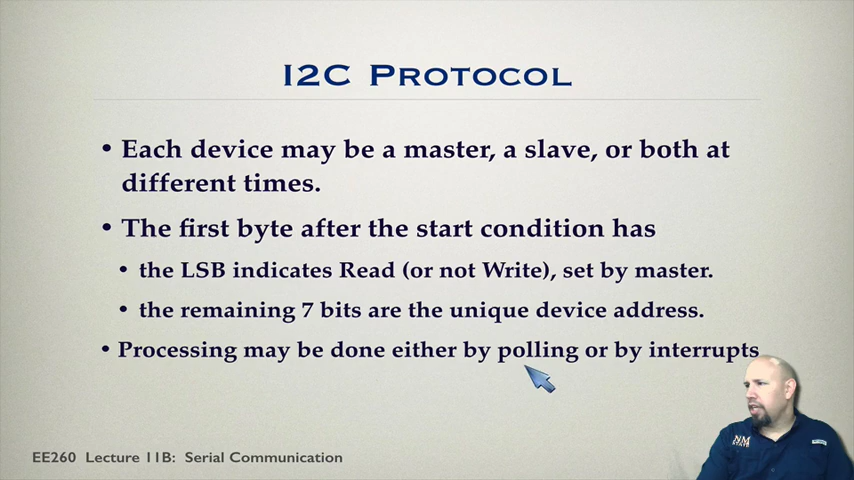 I2C Protocol
• Each device may be a master, a slave, or both at
different times.
• The first byte after the start condition has
• the LSB indicates Read (or not Write), set by master.
• the remaining 7 bits are the unique device address.
• Processing may be done either by polling or by interrupts
EE260 Lecture 11B: Serial Communication
NM
STATE